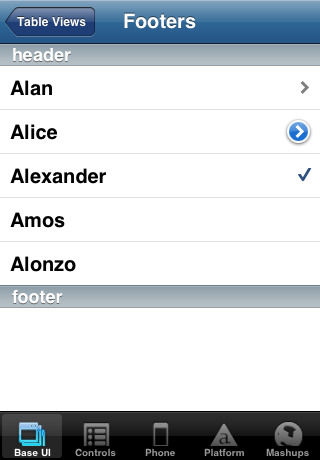 Table Views
Footers
header
Alan
Alice
Alexander
Amos
Alonzo
footer
Base UI
Controls
Phone
Platform
Mashups